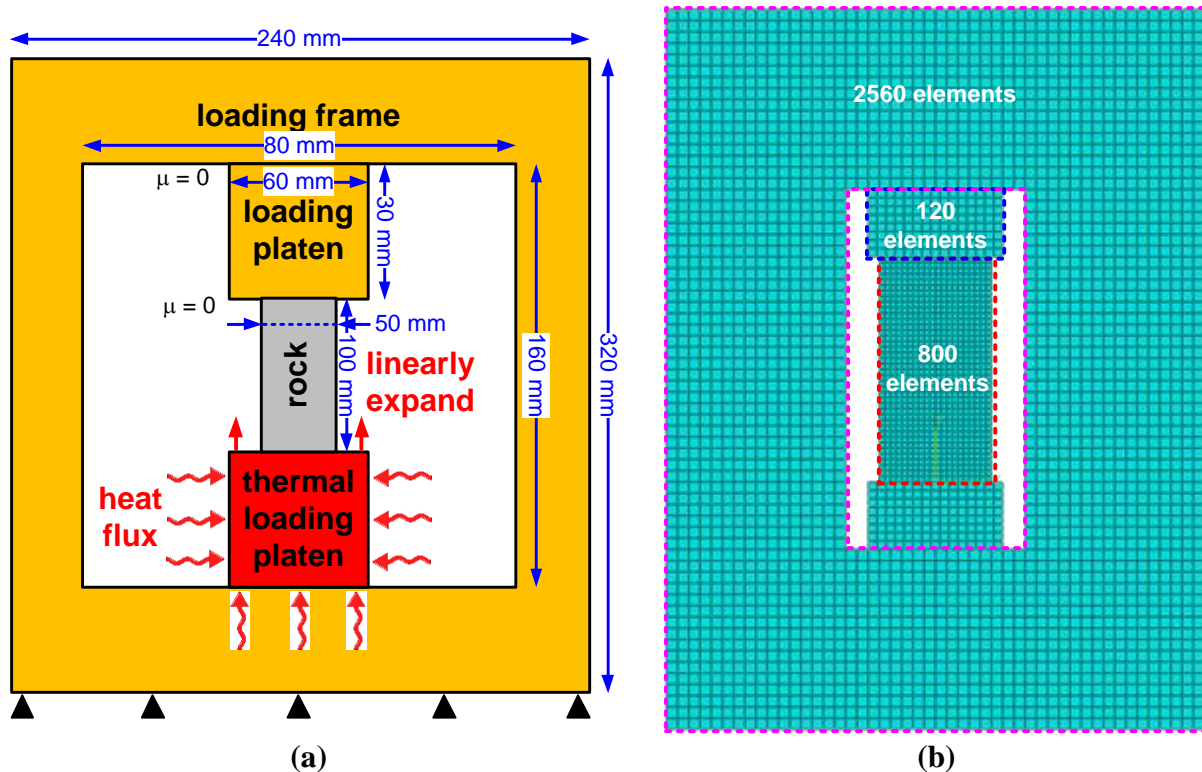 240 mm
loading frame
80 mm
μ = 0
60 mm
loading
platen
30 mm
μ = 0
50 mm
rock
100 mm
linearly
expand
160 mm
320 mm
thermal
loading
platen
heat
flux
(a)
2560 elements
120
elements
800
elements
(b)